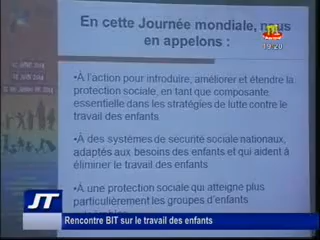 En cette Journée mondiale, nous
en appelons :
19:20
•À l'action pour introduire, améliorer et étendre la
protection sociale, en tant que composante
essentielle dans les stratégies de lutte contre le
travail des enfants
•À des systèmes de sécurité sociale nationaux,
adaptés aux besoins des enfants et qui aident à
éliminer le travail des enfants
•À une protection sociale qui atteigne plus
particulièrement les groupes d'enfants
JT
Rencontre BIT sur le travail des enfants